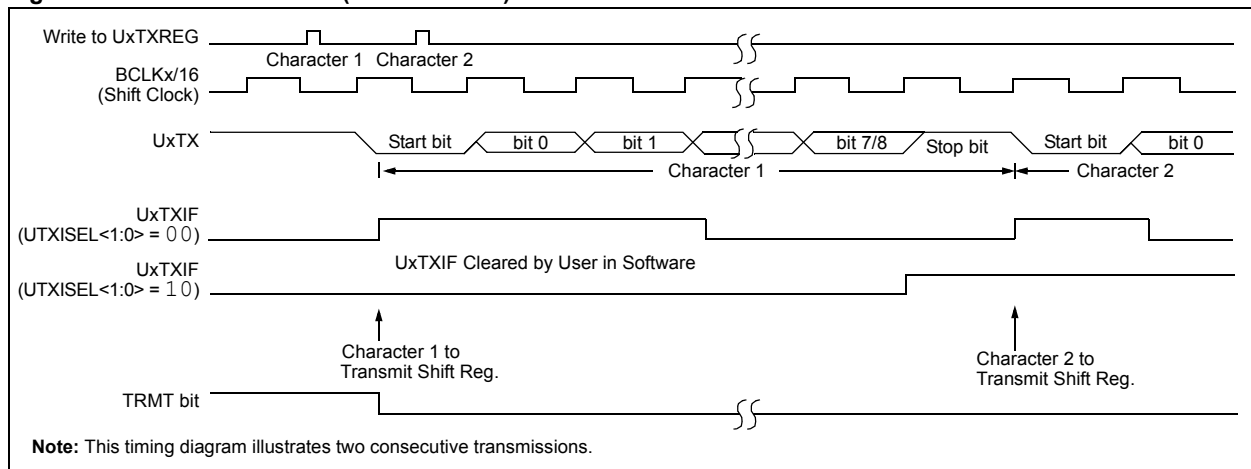 Write to UxTXREG
Character 1 Character 2
BCLKx/16
(Shift Clock)
UxTX
Start bit bit 0 bit 1 bit 7/8 Stop bit Start bit bit 0
Character 1 Character 2
UxTXIF
(UTXISEL<1:0> = 00)
UxTXIF Cleared by User in Software
UxTXIF
(UTXISEL<1:0> = 10)
Character 1 to
Transmit Shift Reg.
Character 2 to
Transmit Shift Reg.
TRMT bit
Note: This timing diagram illustrates two consecutive transmissions.